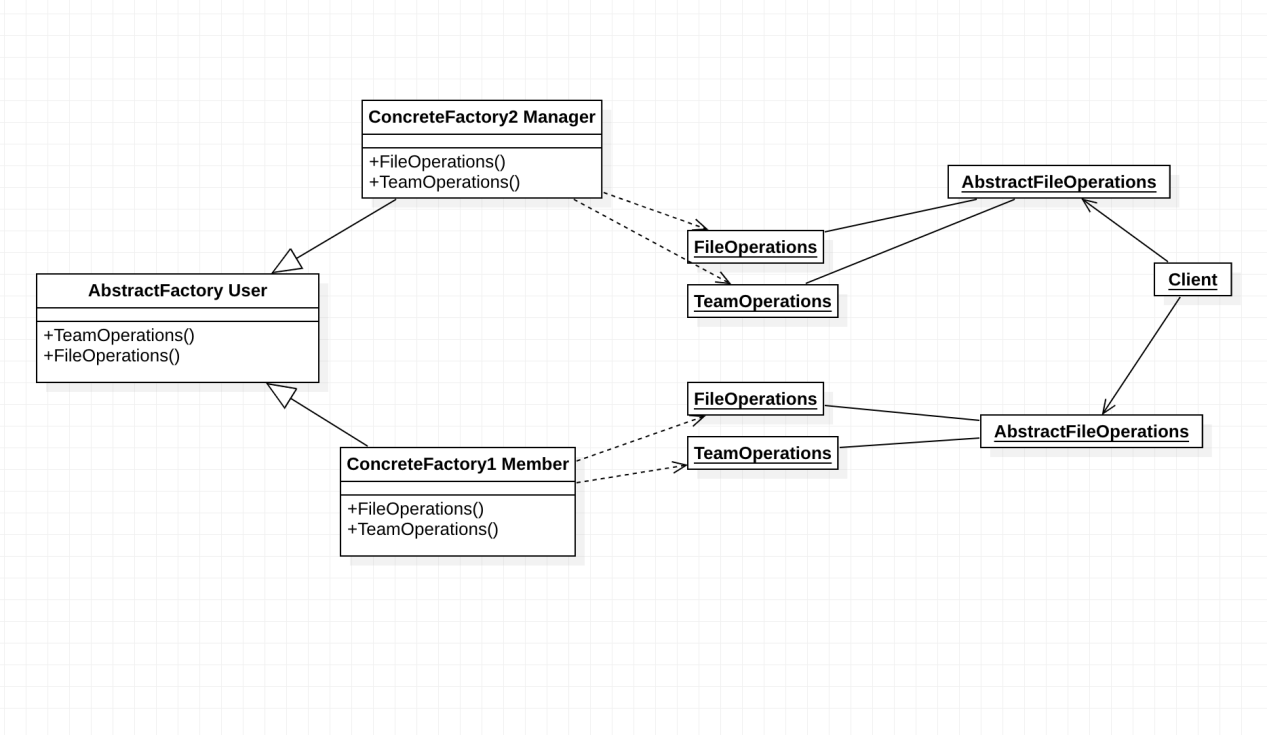 ConcreteFactory2 Manager
+FileOperations()
+TeamOperations()
AbstractFileOperations
FileOperations
TeamOperations
Client
AbstractFactory User
+TeamOperations()
+FileOperations()
FileOperations
TeamOperations
AbstractFileOperations
ConcreteFactory1 Member
+FileOperations()
+TeamOperations()